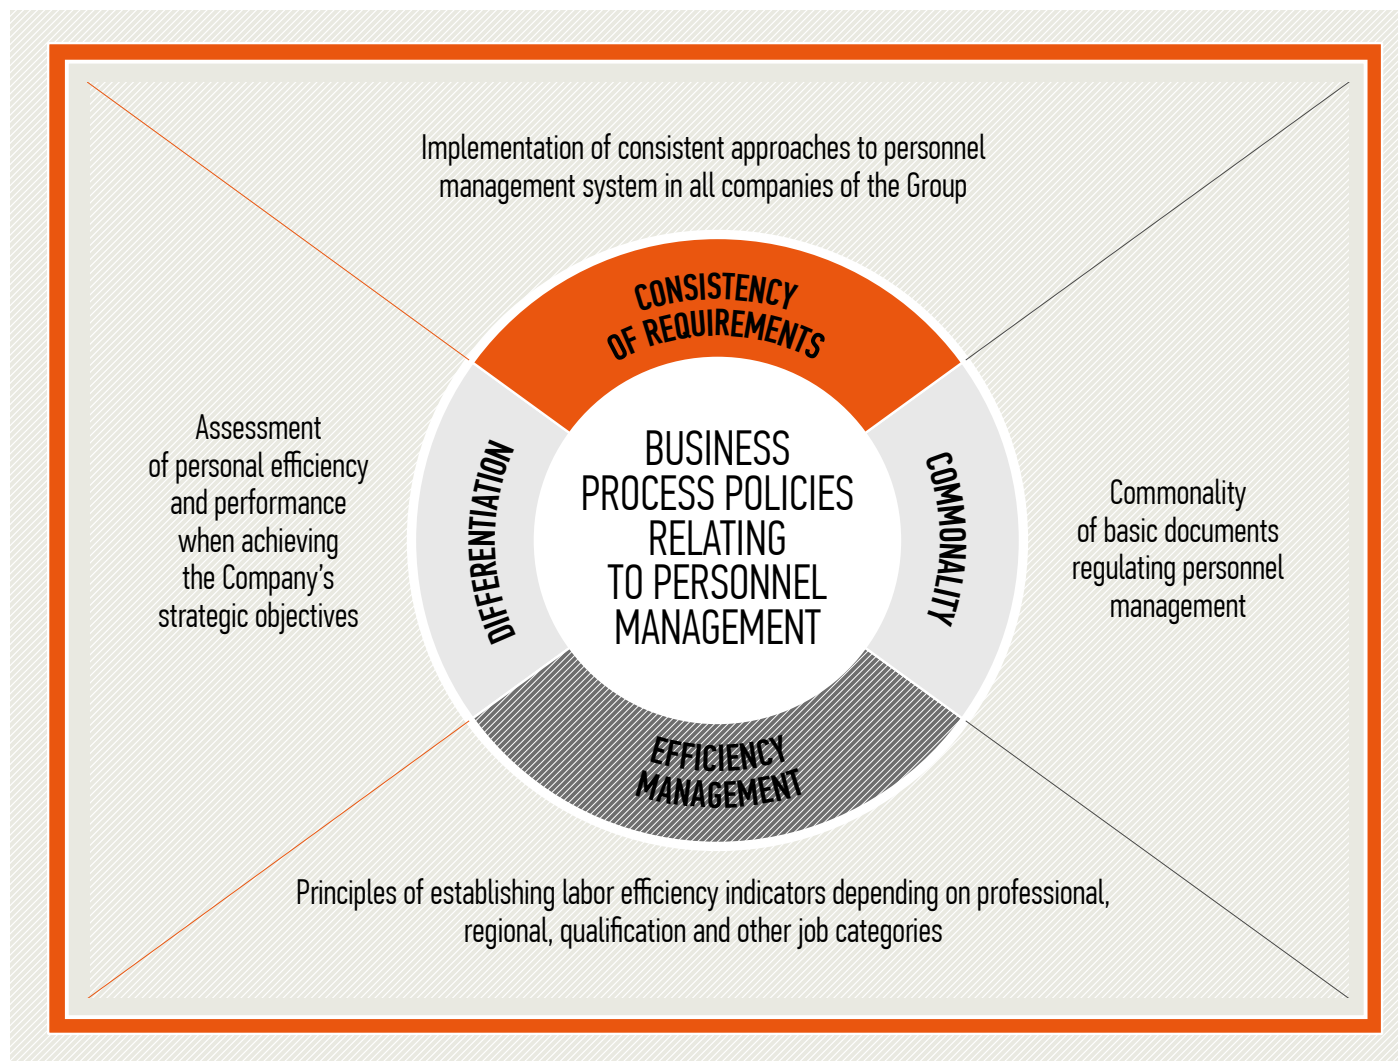 Implementation of consistent approaches to personnel
management system in all companies of the Group
CONSISTENCY
OF REQUIREMENTS
Assessment
of personal efficiency
and performance
when achieving
the Company’s
strategic objectives
DIFFERENTIATION
BUSINESS
PROCESS POLICIES
RELATING
TO PERSONNEL
MANAGEMENT
COMMONALITY
Commonality
of basic documents
regulating personnel
management
EFFICIENCY
MANAGEMENT
Principles of establishing labor efficiency indicators depending on professional,
regional, qualification and other job categories